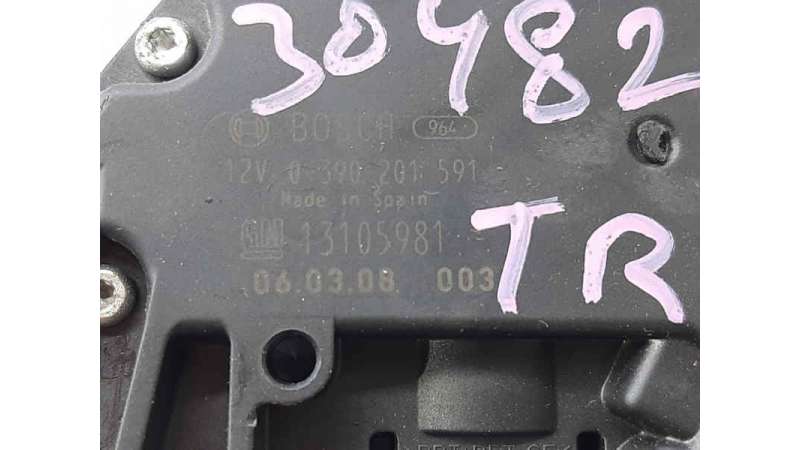 30482
BOSCH 964
12V 0 390 201 591
Made in Spain
GM 13105981
TR
06.03.08 003